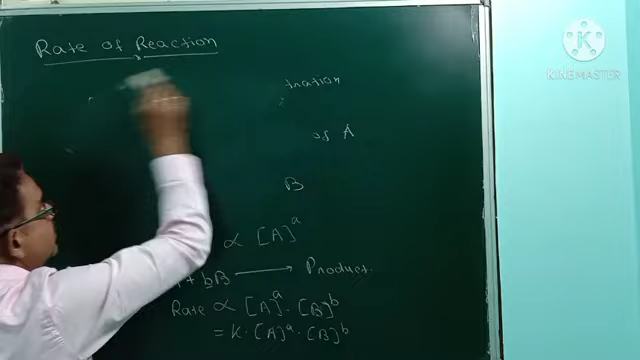 Rate of Reaction
KINEMASTER
tration
of A
B
∝ [A]^a
+ bB ⟶ Product.
Rate ∝ [A]^a · [B]^b
= K · [A]^a · [B]^b